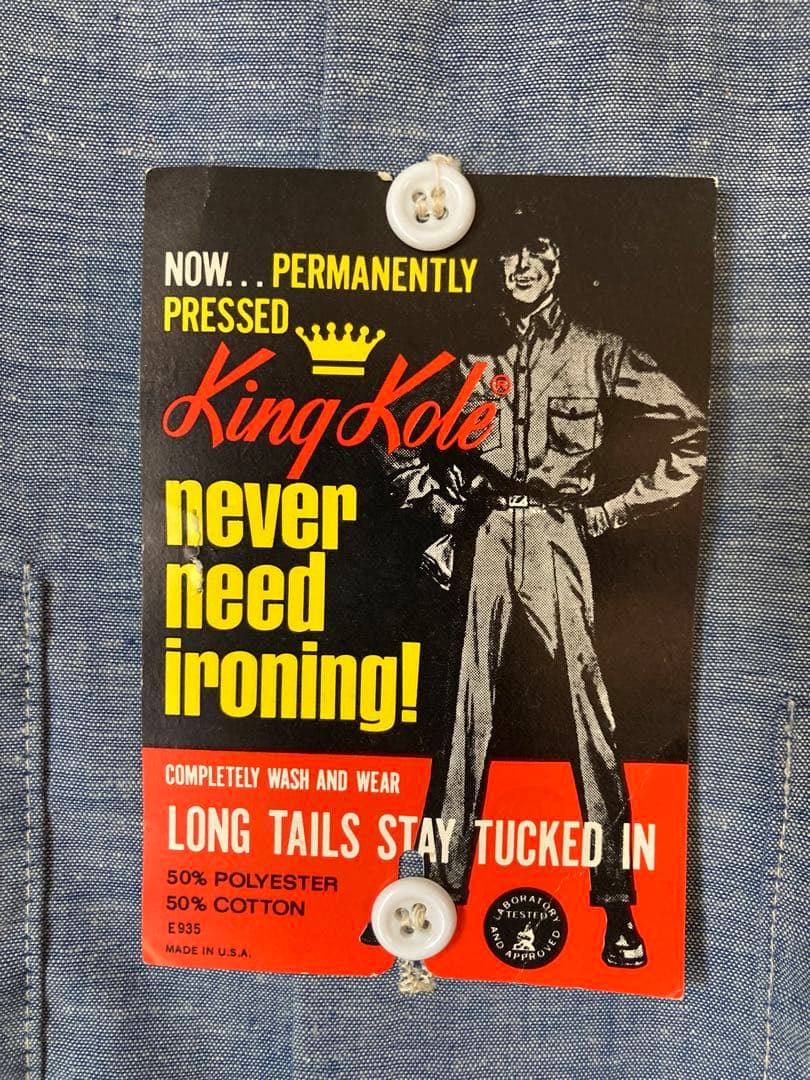 NOW... PERMANENTLY
PRESSED
King Kole®
never
need
ironing!
COMPLETELY WASH AND WEAR
LONG TAILS STAY TUCKED IN
50% POLYESTER
50% COTTON
E935
MADE IN U.S.A.
LABORATORY
TESTED
AND APPROVED